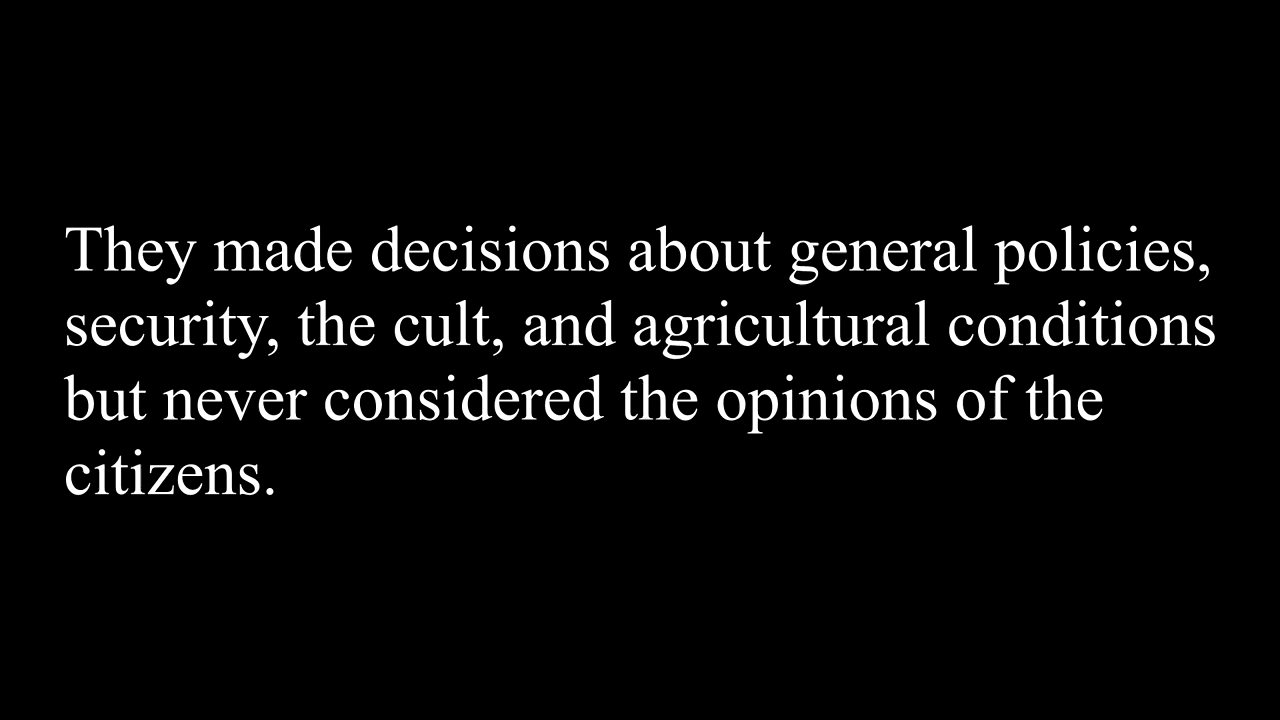 They made decisions about general policies,
security, the cult, and agricultural conditions
but never considered the opinions of the
citizens.